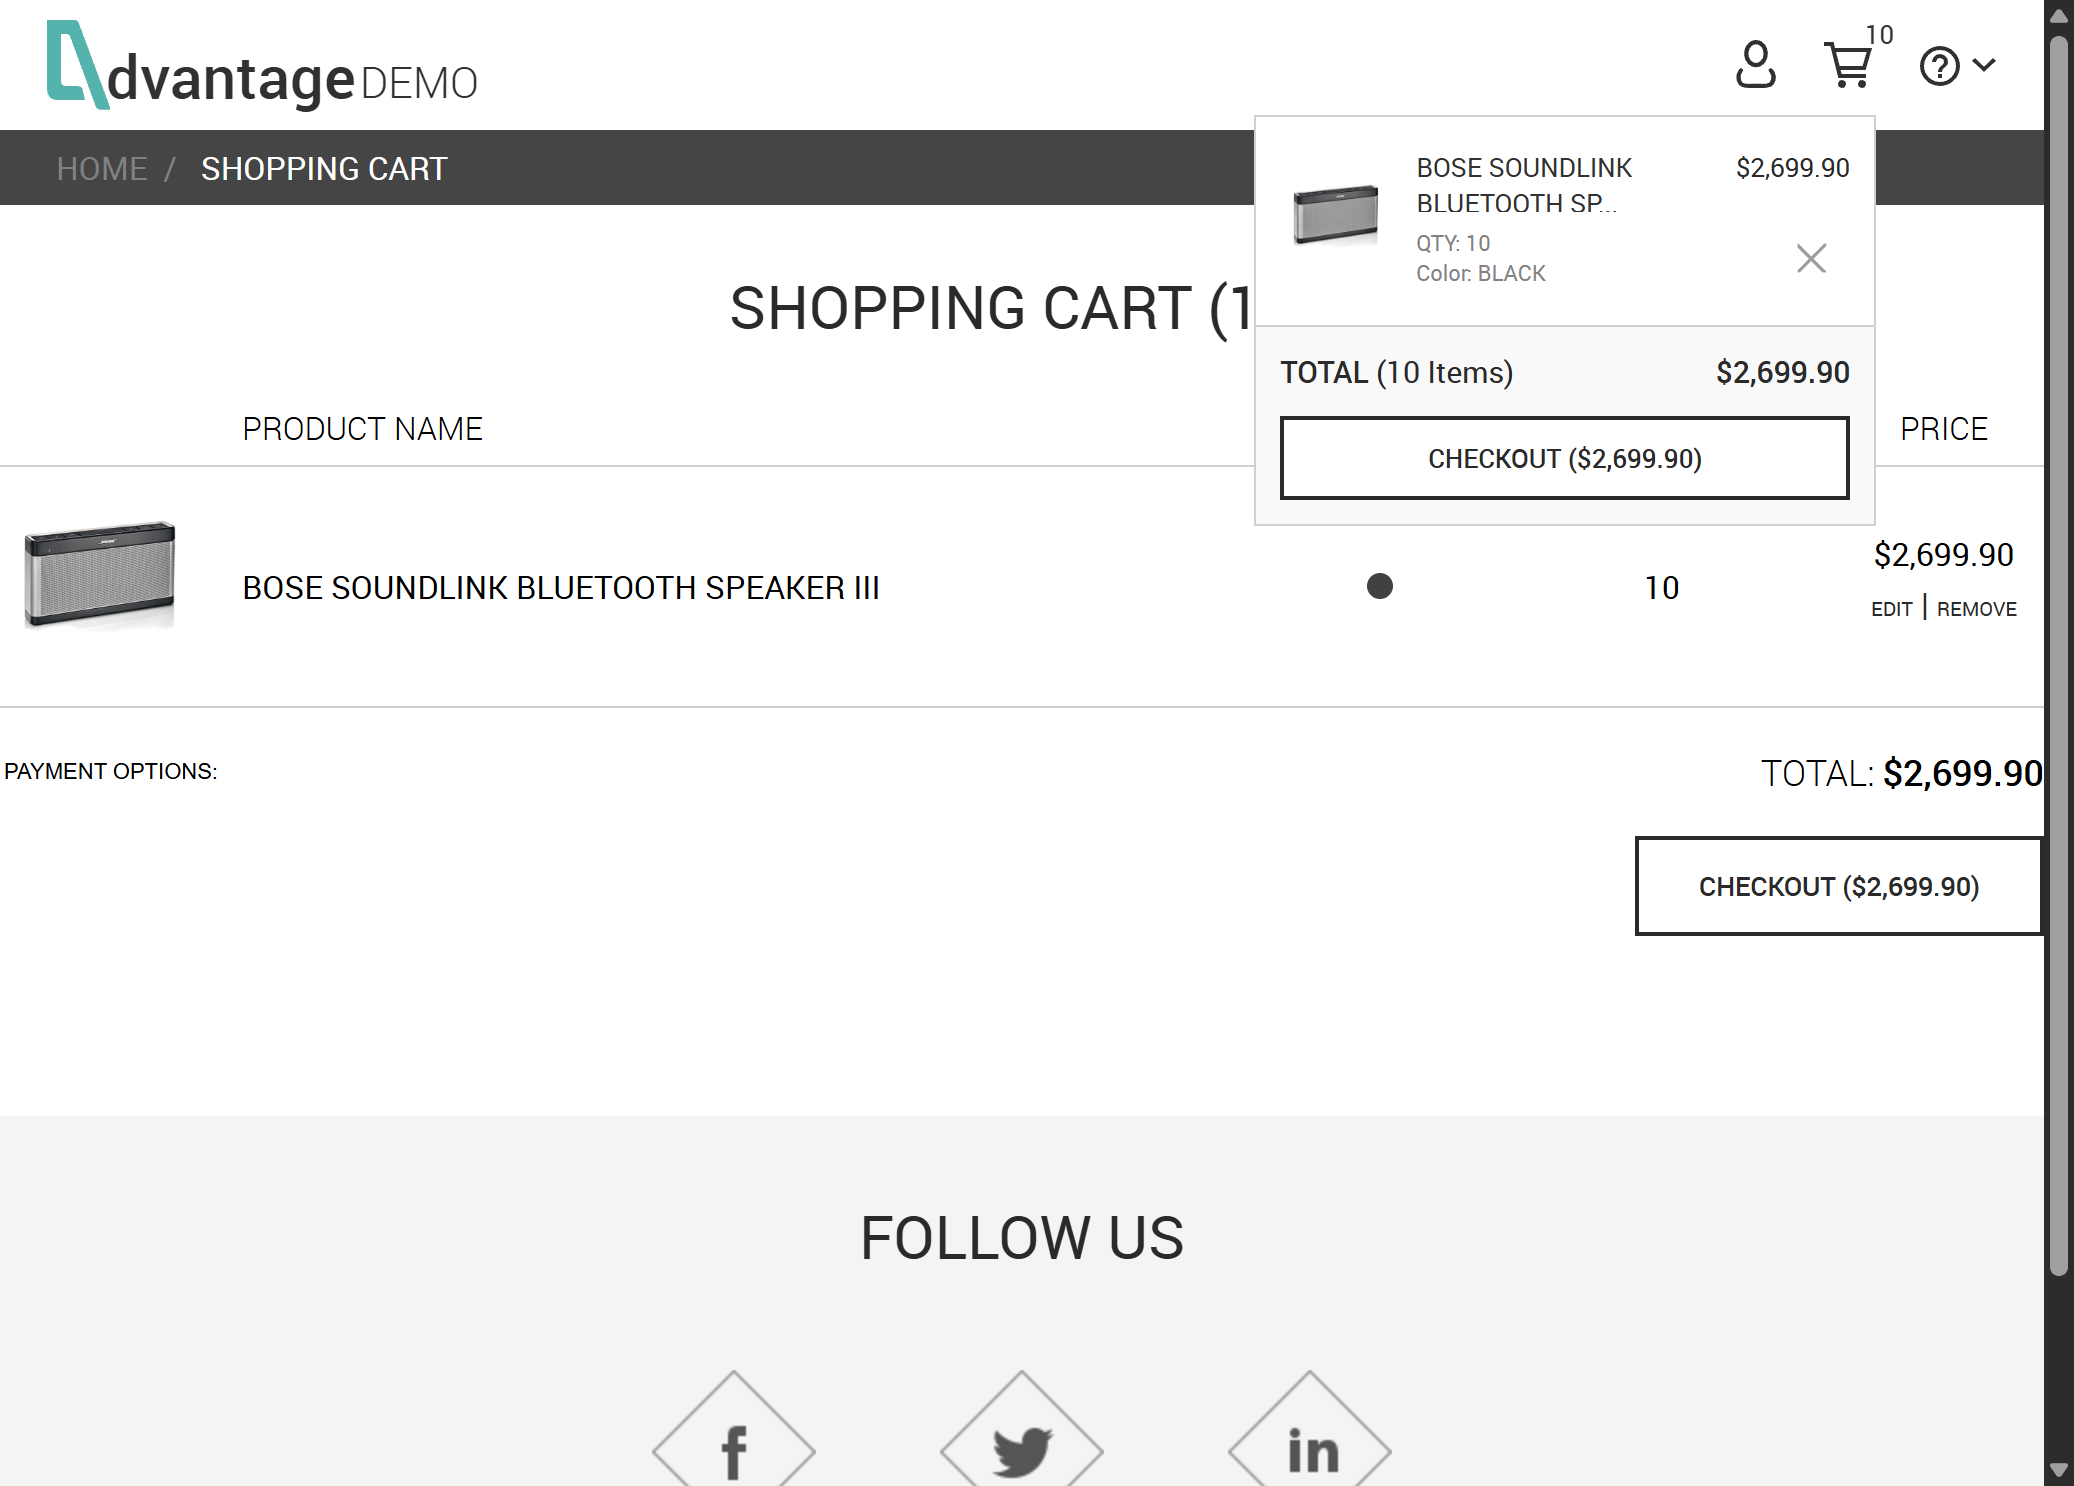 dvantage DEMO
10
HOME / SHOPPING CART
BOSE SOUNDLINK
BLUETOOTH SP...
$2,699.90
QTY: 10
Color: BLACK
TOTAL (10 Items) $2,699.90
CHECKOUT ($2,699.90)
SHOPPING CART (1
PRODUCT NAME
PRICE
BOSE SOUNDLINK BLUETOOTH SPEAKER III
10
$2,699.90
EDIT | REMOVE
PAYMENT OPTIONS:
TOTAL: $2,699.90
CHECKOUT ($2,699.90)
FOLLOW US
f
in